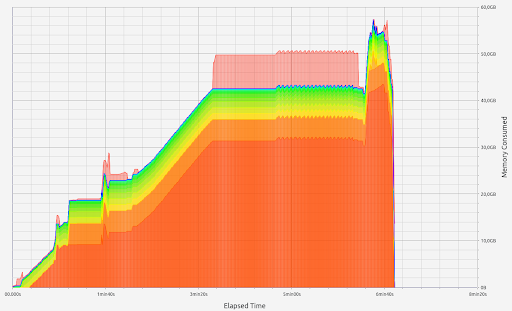 60,0GB
50,0GB
40,0GB
30,0GB
20,0GB
10,0GB
0B
Memory Consumed
00.000s
1min40s
3min20s
5min00s
6min40s
8min20s
Elapsed Time